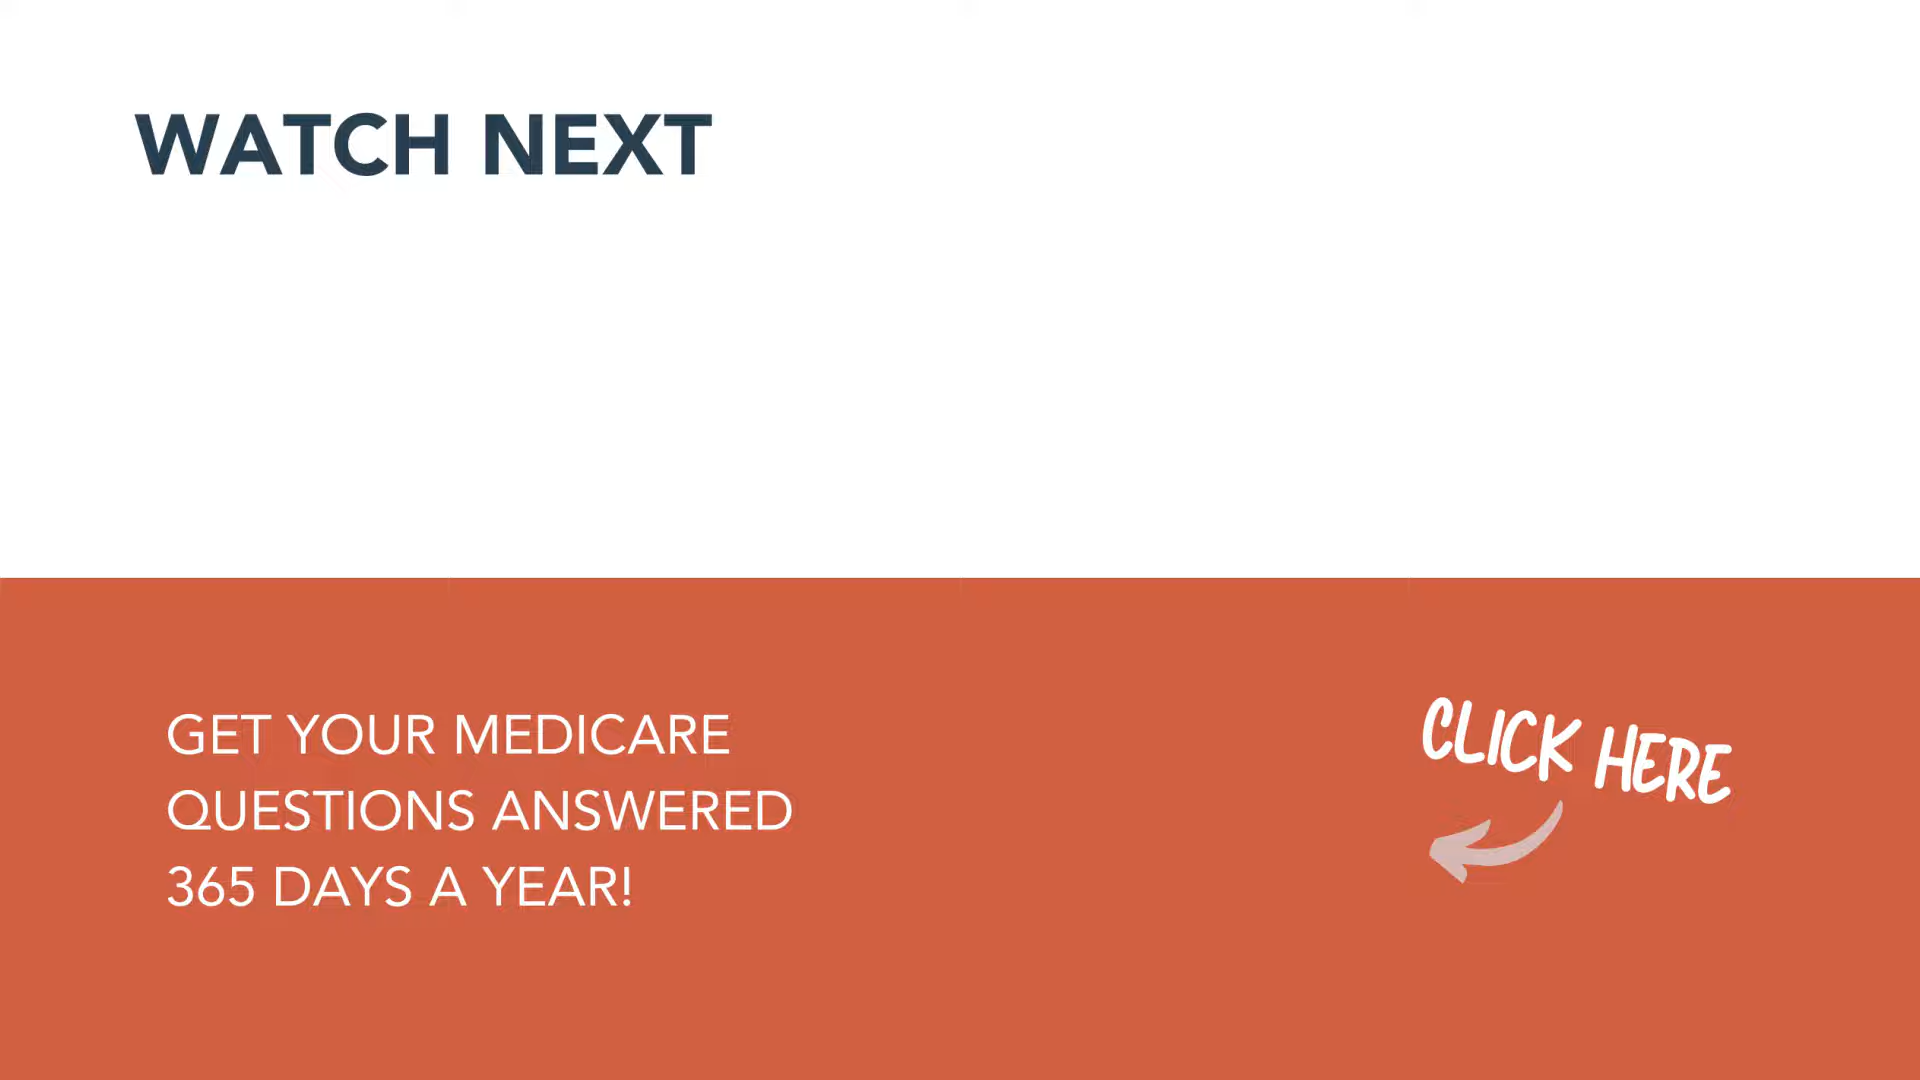 WATCH NEXT
GET YOUR MEDICARE
QUESTIONS ANSWERED
365 DAYS A YEAR!
CLICK HERE